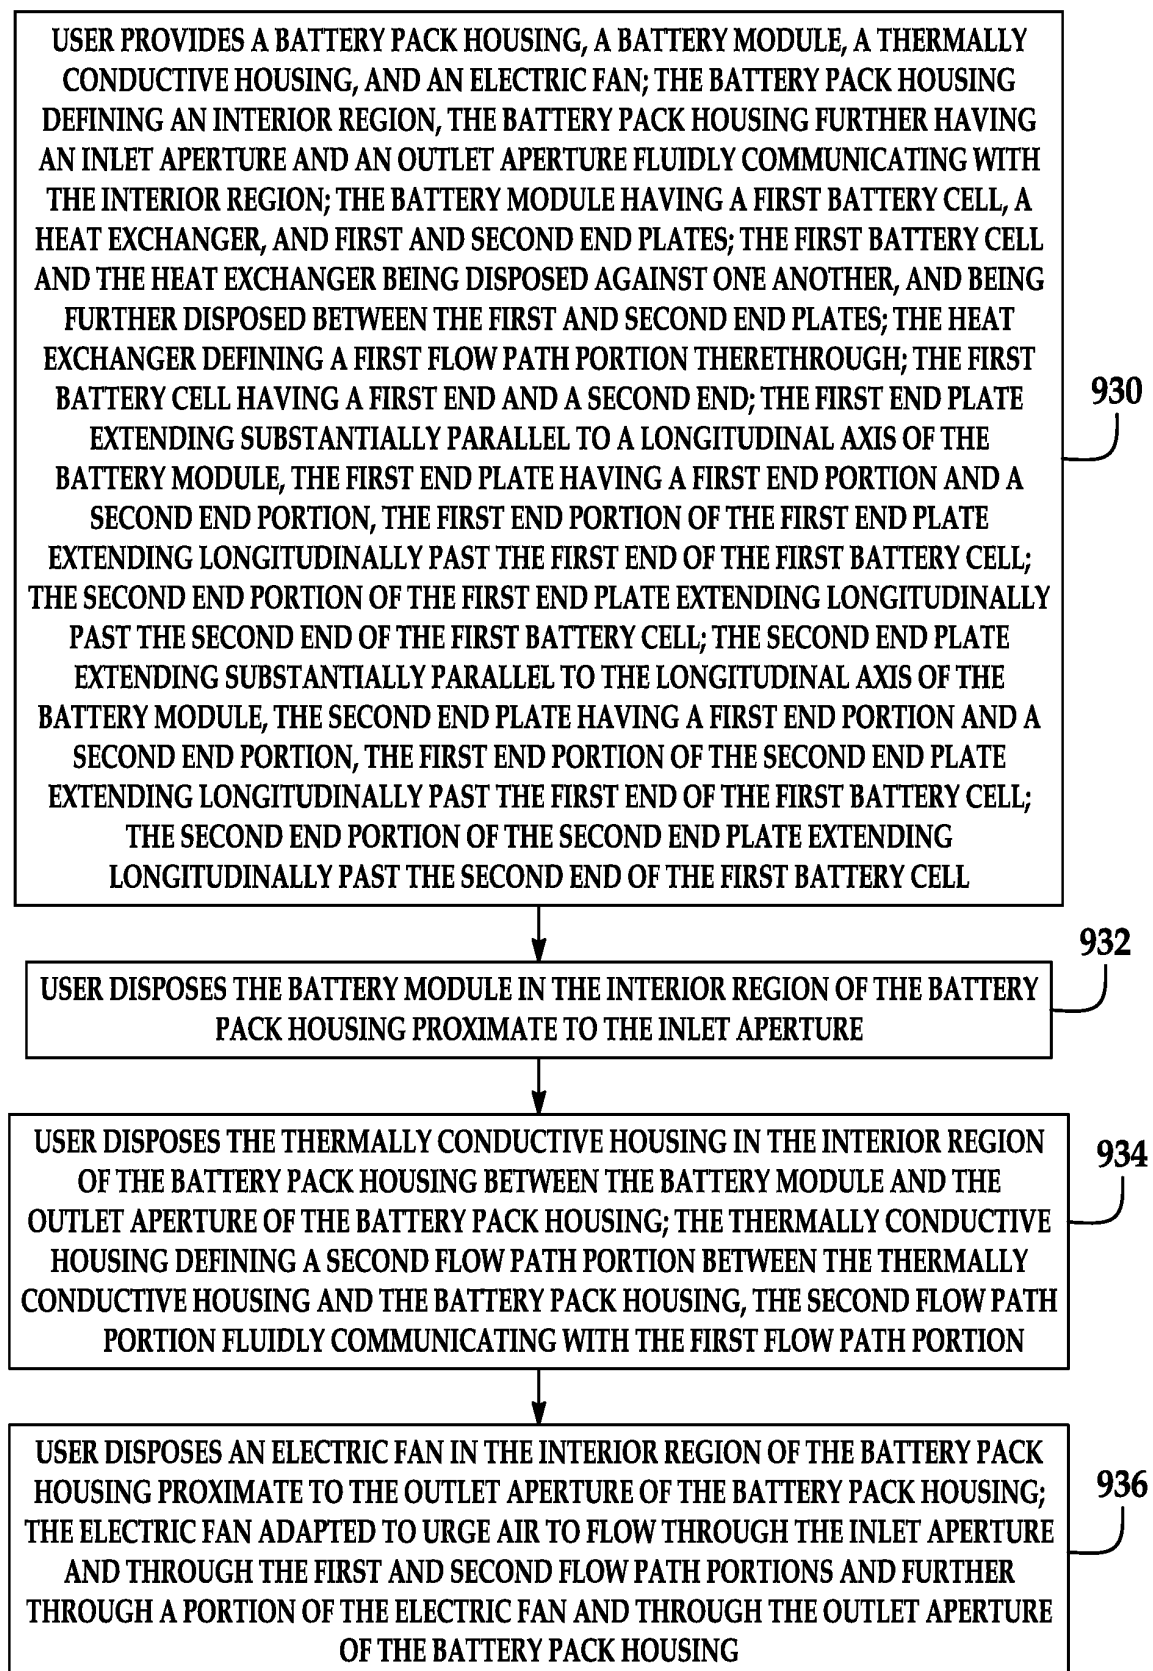 USER PROVIDES A BATTERY PACK HOUSING, A BATTERY MODULE, A THERMALLY
CONDUCTIVE HOUSING, AND AN ELECTRIC FAN; THE BATTERY PACK HOUSING
DEFINING AN INTERIOR REGION, THE BATTERY PACK HOUSING FURTHER HAVING
AN INLET APERTURE AND AN OUTLET APERTURE FLUIDLY COMMUNICATING WITH
THE INTERIOR REGION; THE BATTERY MODULE HAVING A FIRST BATTERY CELL, A
HEAT EXCHANGER, AND FIRST AND SECOND END PLATES; THE FIRST BATTERY CELL
AND THE HEAT EXCHANGER BEING DISPOSED AGAINST ONE ANOTHER, AND BEING
FURTHER DISPOSED BETWEEN THE FIRST AND SECOND END PLATES; THE HEAT
EXCHANGER DEFINING A FIRST FLOW PATH PORTION THERETHROUGH; THE FIRST
BATTERY CELL HAVING A FIRST END AND A SECOND END; THE FIRST END PLATE
EXTENDING SUBSTANTIALLY PARALLEL TO A LONGITUDINAL AXIS OF THE
BATTERY MODULE, THE FIRST END PLATE HAVING A FIRST END PORTION AND A
SECOND END PORTION, THE FIRST END PORTION OF THE FIRST END PLATE
EXTENDING LONGITUDINALLY PAST THE FIRST END OF THE FIRST BATTERY CELL;
THE SECOND END PORTION OF THE FIRST END PLATE EXTENDING LONGITUDINALLY
PAST THE SECOND END OF THE FIRST BATTERY CELL; THE SECOND END PLATE
EXTENDING SUBSTANTIALLY PARALLEL TO THE LONGITUDINAL AXIS OF THE
BATTERY MODULE, THE SECOND END PLATE HAVING A FIRST END PORTION AND A
SECOND END PORTION, THE FIRST END PORTION OF THE SECOND END PLATE
EXTENDING LONGITUDINALLY PAST THE FIRST END OF THE FIRST BATTERY CELL;
THE SECOND END PORTION OF THE SECOND END PLATE EXTENDING
LONGITUDINALLY PAST THE SECOND END OF THE FIRST BATTERY CELL
930
USER DISPOSES THE BATTERY MODULE IN THE INTERIOR REGION OF THE BATTERY
PACK HOUSING PROXIMATE TO THE INLET APERTURE
932
USER DISPOSES THE THERMALLY CONDUCTIVE HOUSING IN THE INTERIOR REGION
OF THE BATTERY PACK HOUSING BETWEEN THE BATTERY MODULE AND THE
OUTLET APERTURE OF THE BATTERY PACK HOUSING; THE THERMALLY CONDUCTIVE
HOUSING DEFINING A SECOND FLOW PATH PORTION BETWEEN THE THERMALLY
CONDUCTIVE HOUSING AND THE BATTERY PACK HOUSING, THE SECOND FLOW PATH
PORTION FLUIDLY COMMUNICATING WITH THE FIRST FLOW PATH PORTION
934
USER DISPOSES AN ELECTRIC FAN IN THE INTERIOR REGION OF THE BATTERY PACK
HOUSING PROXIMATE TO THE OUTLET APERTURE OF THE BATTERY PACK HOUSING;
THE ELECTRIC FAN ADAPTED TO URGE AIR TO FLOW THROUGH THE INLET APERTURE
AND THROUGH THE FIRST AND SECOND FLOW PATH PORTIONS AND FURTHER
THROUGH A PORTION OF THE ELECTRIC FAN AND THROUGH THE OUTLET APERTURE
OF THE BATTERY PACK HOUSING
936